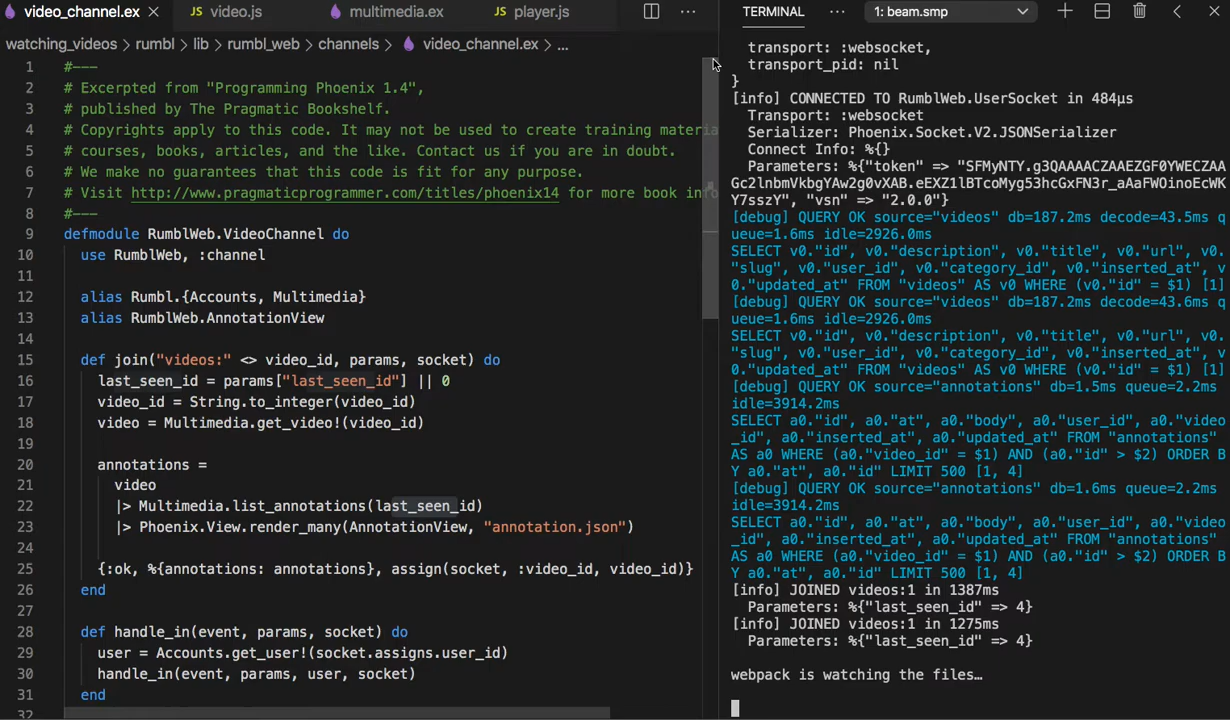 video_channel.ex ×
JS video.js
multimedia.ex
JS player.js
watching_videos > rumbl > lib > rumbl_web > channels > video_channel.ex > ...
1 #---
2 # Excerpted from "Programming Phoenix 1.4",
3 # published by The Pragmatic Bookshelf.
4 # Copyrights apply to this code. It may not be used to create training materia
5 # courses, books, articles, and the like. Contact us if you are in doubt.
6 # We make no guarantees that this code is fit for any purpose.
7 # Visit http://www.pragmaticprogrammer.com/titles/phoenix14 for more book info
8 #---
9 defmodule RumblWeb.VideoChannel do
10 use RumblWeb, :channel
11
12 alias Rumbl.{Accounts, Multimedia}
13 alias RumblWeb.AnnotationView
14
15 def join("videos:" <> video_id, params, socket) do
16 last_seen_id = params["last_seen_id"] || 0
17 video_id = String.to_integer(video_id)
18 video = Multimedia.get_video!(video_id)
19
20 annotations =
21 video
22 |> Multimedia.list_annotations(last_seen_id)
23 |> Phoenix.View.render_many(AnnotationView, "annotation.json")
24
25 {:ok, %{annotations: annotations}, assign(socket, :video_id, video_id)}
26 end
27
28 def handle_in(event, params, socket) do
29 user = Accounts.get_user!(socket.assigns.user_id)
30 handle_in(event, params, user, socket)
31 end
32
TERMINAL ... 1: beam.smp
transport: :websocket,
transport_pid: nil
}
[info] CONNECTED TO RumblWeb.UserSocket in 484µs
Transport: :websocket
Serializer: Phoenix.Socket.V2.JSONSerializer
Connect Info: %{}
Parameters: %{"token" => "SFMyNTY.g3QAAAACZAAEZGF0YWECZAA
Gc2lnbmVkbgYAw2g0vXAB.eEXZ1lBTcoMyg53hcGxFN3r_aAaFWOinoEcWK
Y7sszY", "vsn" => "2.0.0"}
[debug] QUERY OK source="videos" db=187.2ms decode=43.5ms q
ueue=1.6ms idle=2926.0ms
SELECT v0."id", v0."description", v0."title", v0."url", v0.
"slug", v0."user_id", v0."category_id", v0."inserted_at", v
0."updated_at" FROM "videos" AS v0 WHERE (v0."id" = $1) [1]
[debug] QUERY OK source="videos" db=187.2ms decode=43.6ms q
ueue=1.6ms idle=2926.0ms
SELECT v0."id", v0."description", v0."title", v0."url", v0.
"slug", v0."user_id", v0."category_id", v0."inserted_at", v
0."updated_at" FROM "videos" AS v0 WHERE (v0."id" = $1) [1]
[debug] QUERY OK source="annotations" db=1.5ms queue=2.2ms
idle=3914.2ms
SELECT a0."id", a0."at", a0."body", a0."user_id", a0."video
_id", a0."inserted_at", a0."updated_at" FROM "annotations"
AS a0 WHERE (a0."video_id" = $1) AND (a0."id" > $2) ORDER B
Y a0."at", a0."id" LIMIT 500 [1, 4]
[debug] QUERY OK source="annotations" db=1.6ms queue=2.2ms
idle=3914.2ms
SELECT a0."id", a0."at", a0."body", a0."user_id", a0."video
_id", a0."inserted_at", a0."updated_at" FROM "annotations"
AS a0 WHERE (a0."video_id" = $1) AND (a0."id" > $2) ORDER B
Y a0."at", a0."id" LIMIT 500 [1, 4]
[info] JOINED videos:1 in 1387ms
Parameters: %{"last_seen_id" => 4}
[info] JOINED videos:1 in 1275ms
Parameters: %{"last_seen_id" => 4}
webpack is watching the files…